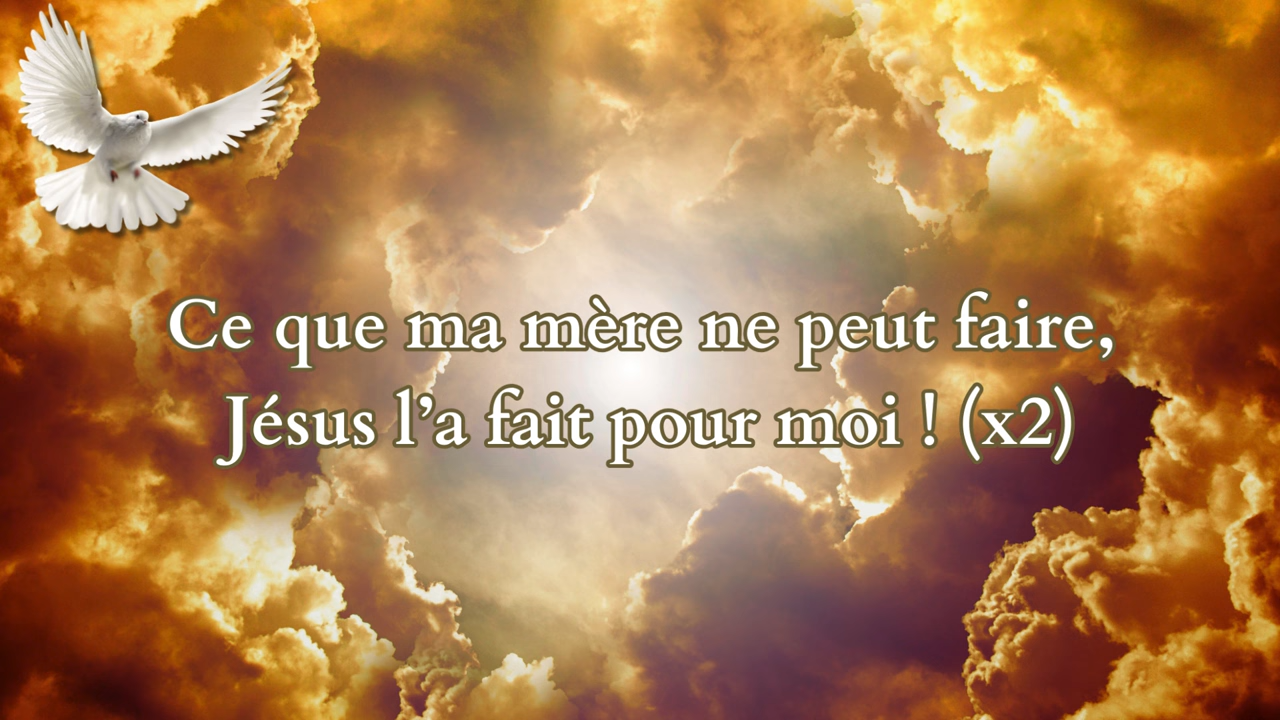 Ce que ma mère ne peut faire,
Jésus l’a fait pour moi ! (x2)